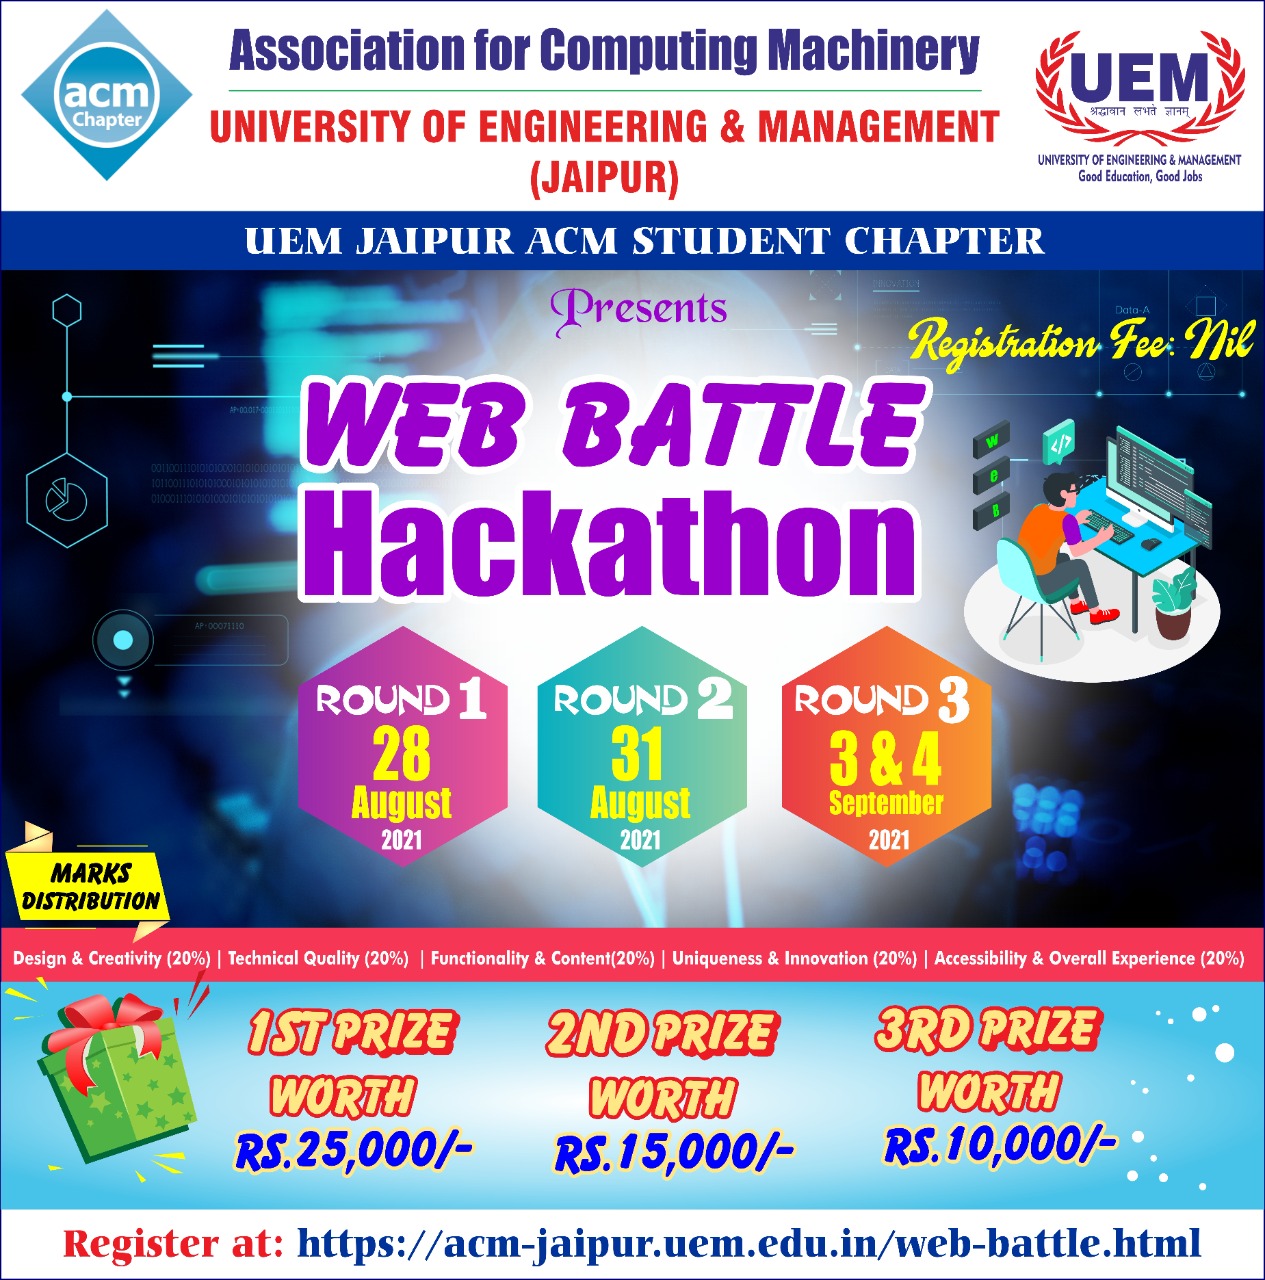 acm
Chapter
Association for Computing Machinery
UNIVERSITY OF ENGINEERING & MANAGEMENT
(JAIPUR)
UEM
श्रद्धावान लभते ज्ञानम्
UNIVERSITY OF ENGINEERING & MANAGEMENT
Good Education, Good Jobs
UEM JAIPUR ACM STUDENT CHAPTER
Presents
INNOVATION
Data-A
Registration Fee: Nil
WEB BATTLE
Hackathon
W
e
B
</>
AP-00071110
ROUND 1
28
August
2021
ROUND 2
31
August
2021
ROUND 3
3 & 4
September
2021
MARKS
DISTRIBUTION
Design & Creativity (20%) | Technical Quality (20%) | Functionality & Content(20%) | Uniqueness & Innovation (20%) | Accessibility & Overall Experience (20%)
1ST PRIZE
WORTH
RS.25,000/-
2ND PRIZE
WORTH
RS.15,000/-
3RD PRIZE
WORTH
RS.10,000/-
Register at: https://acm-jaipur.uem.edu.in/web-battle.html